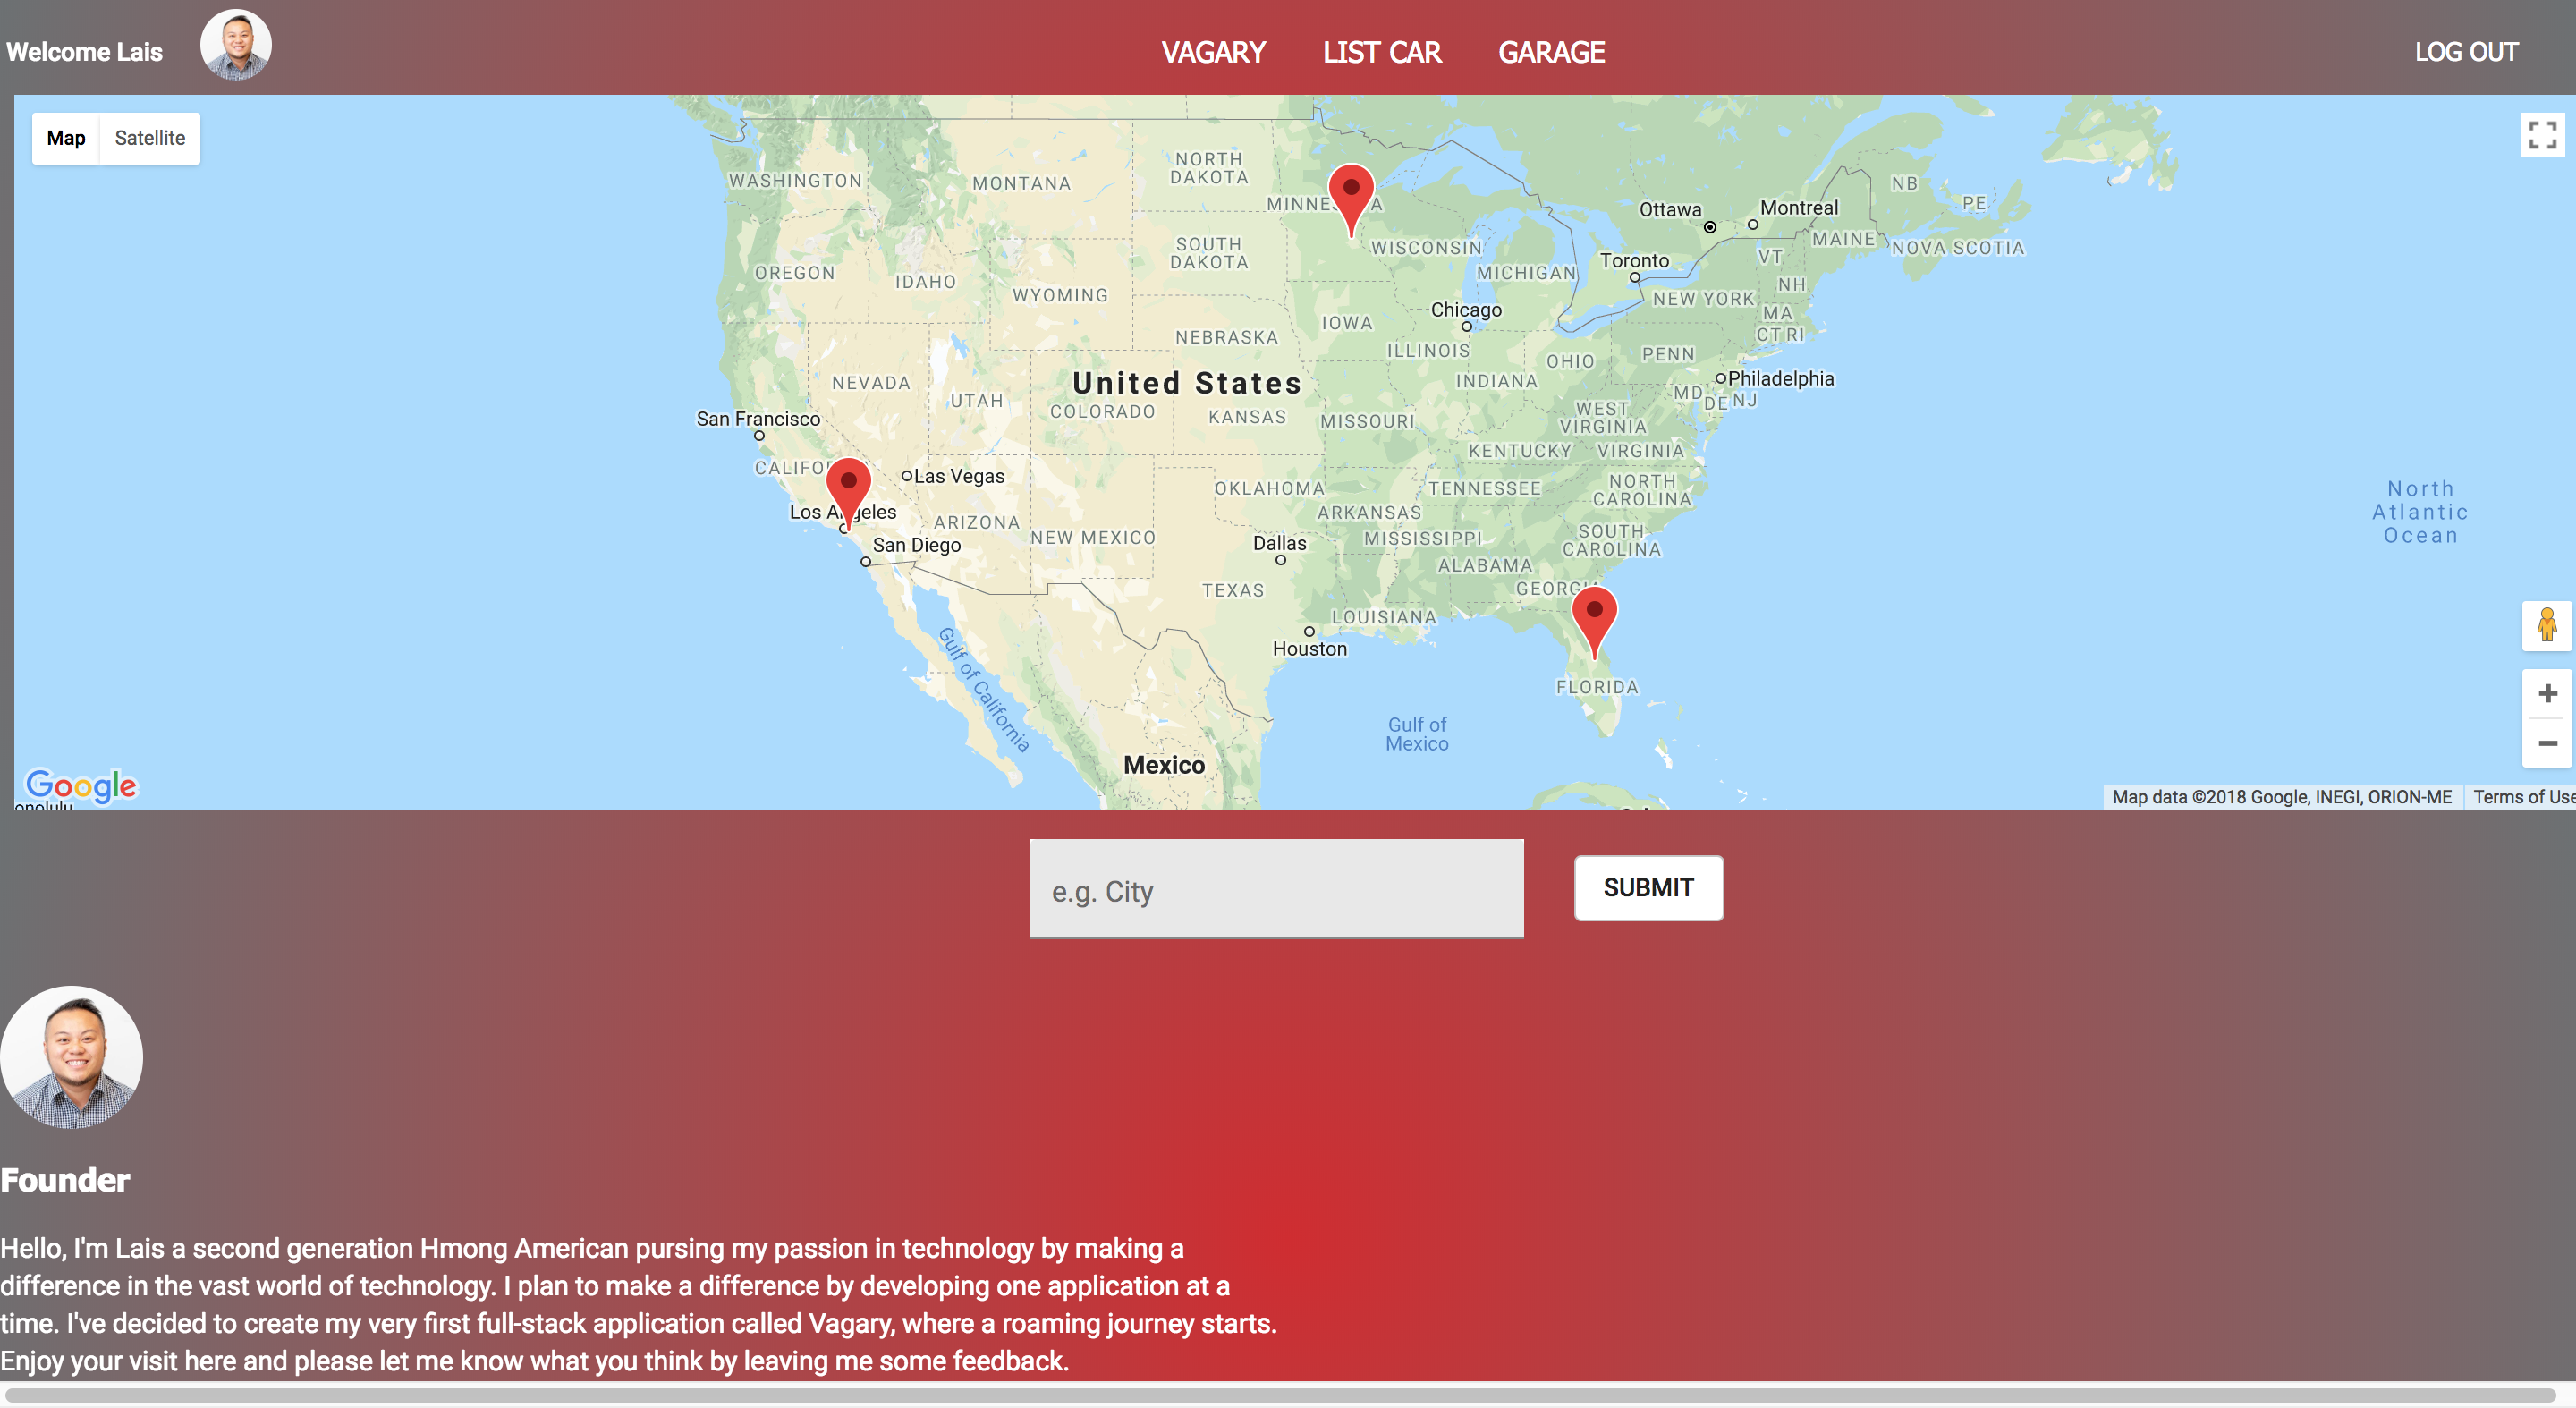 Welcome Lais
VAGARY
LIST CAR
GARAGE
LOG OUT
Map
Satellite
WASHINGTON
MONTANA
NORTH
DAKOTA
NB
PE
Ottawa
Montreal
MAINE
NOVA SCOTIA
WISCONSIN
SOUTH
DAKOTA
OREGON
IDAHO
MICHIGAN
Toronto
VT
NH
WYOMING
NEW YORK
Chicago
IOWA
MA
CT RI
NEBRASKA
ILLINOIS
OHIO
PENN
NEVADA
United States
INDIANA
Philadelphia
UTAH
COLORADO
KANSAS
MISSOURI
WEST
VIRGINIA
MD
DE
NJ
San Francisco
KENTUCKY
VIRGINIA
CALIFO
Las Vegas
OKLAHOMA
TENNESSEE
NORTH
CAROLINA
North
Atlantic
Ocean
Los Angeles
ARIZONA
ARKANSAS
NEW MEXICO
San Diego
Dallas
MISSISSIPPI
SOUTH
CAROLINA
ALABAMA
TEXAS
GEORGIA
LOUISIANA
Houston
Gulf of California
FLORIDA
Gulf of
Mexico
Mexico
Google
onolulu
Map data ©2018 Google, INEGI, ORION-ME
Terms of Use
e.g. City
SUBMIT
Founder
Hello, I'm Lais a second generation Hmong American pursing my passion in technology by making a
difference in the vast world of technology. I plan to make a difference by developing one application at a
time. I've decided to create my very first full-stack application called Vagary, where a roaming journey starts.
Enjoy your visit here and please let me know what you think by leaving me some feedback.